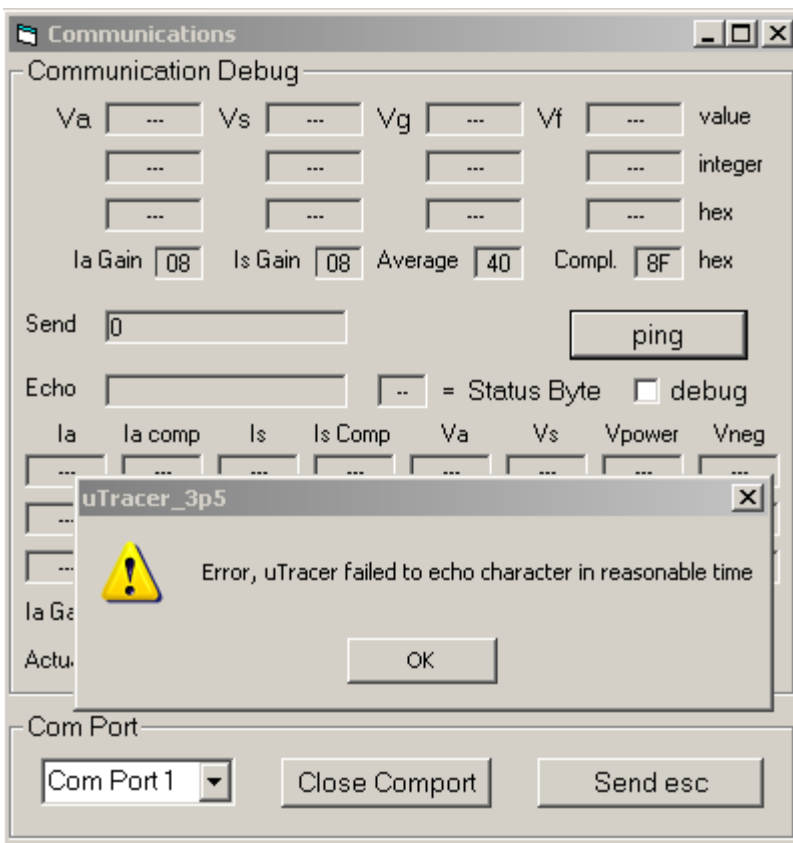 Communications
Communication Debug
Va --- Vs --- Vg --- Vf --- value
--- --- --- --- integer
--- --- --- --- hex
Ia Gain 08 Is Gain 08 Average 40 Compl. 8F hex
Send 0 ping
Echo -- = Status Byte debug
Ia Ia comp Is Is Comp Va Vs Vpower Vneg
--- --- --- --- --- --- --- ---
uTracer_3p5
Error, uTracer failed to echo character in reasonable time
OK
Ia Ga
Actu
Com Port
Com Port 1 Close Comport Send esc